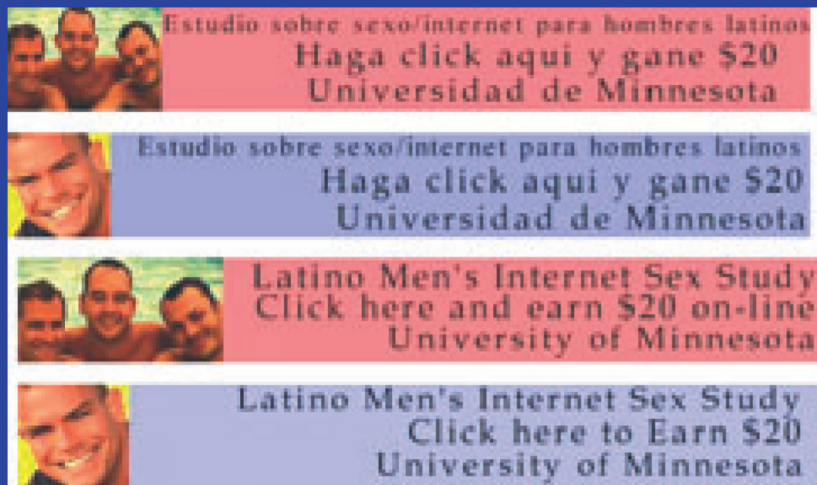 Estudio sobre sexo/internet para hombres latinos
Haga click aqui y gane $20
Universidad de Minnesota
Estudio sobre sexo/internet para hombres latinos
Haga click aqui y gane $20
Universidad de Minnesota
Latino Men's Internet Sex Study
Click here and earn $20 on-line
University of Minnesota
Latino Men's Internet Sex Study
Click here to Earn $20
University of Minnesota